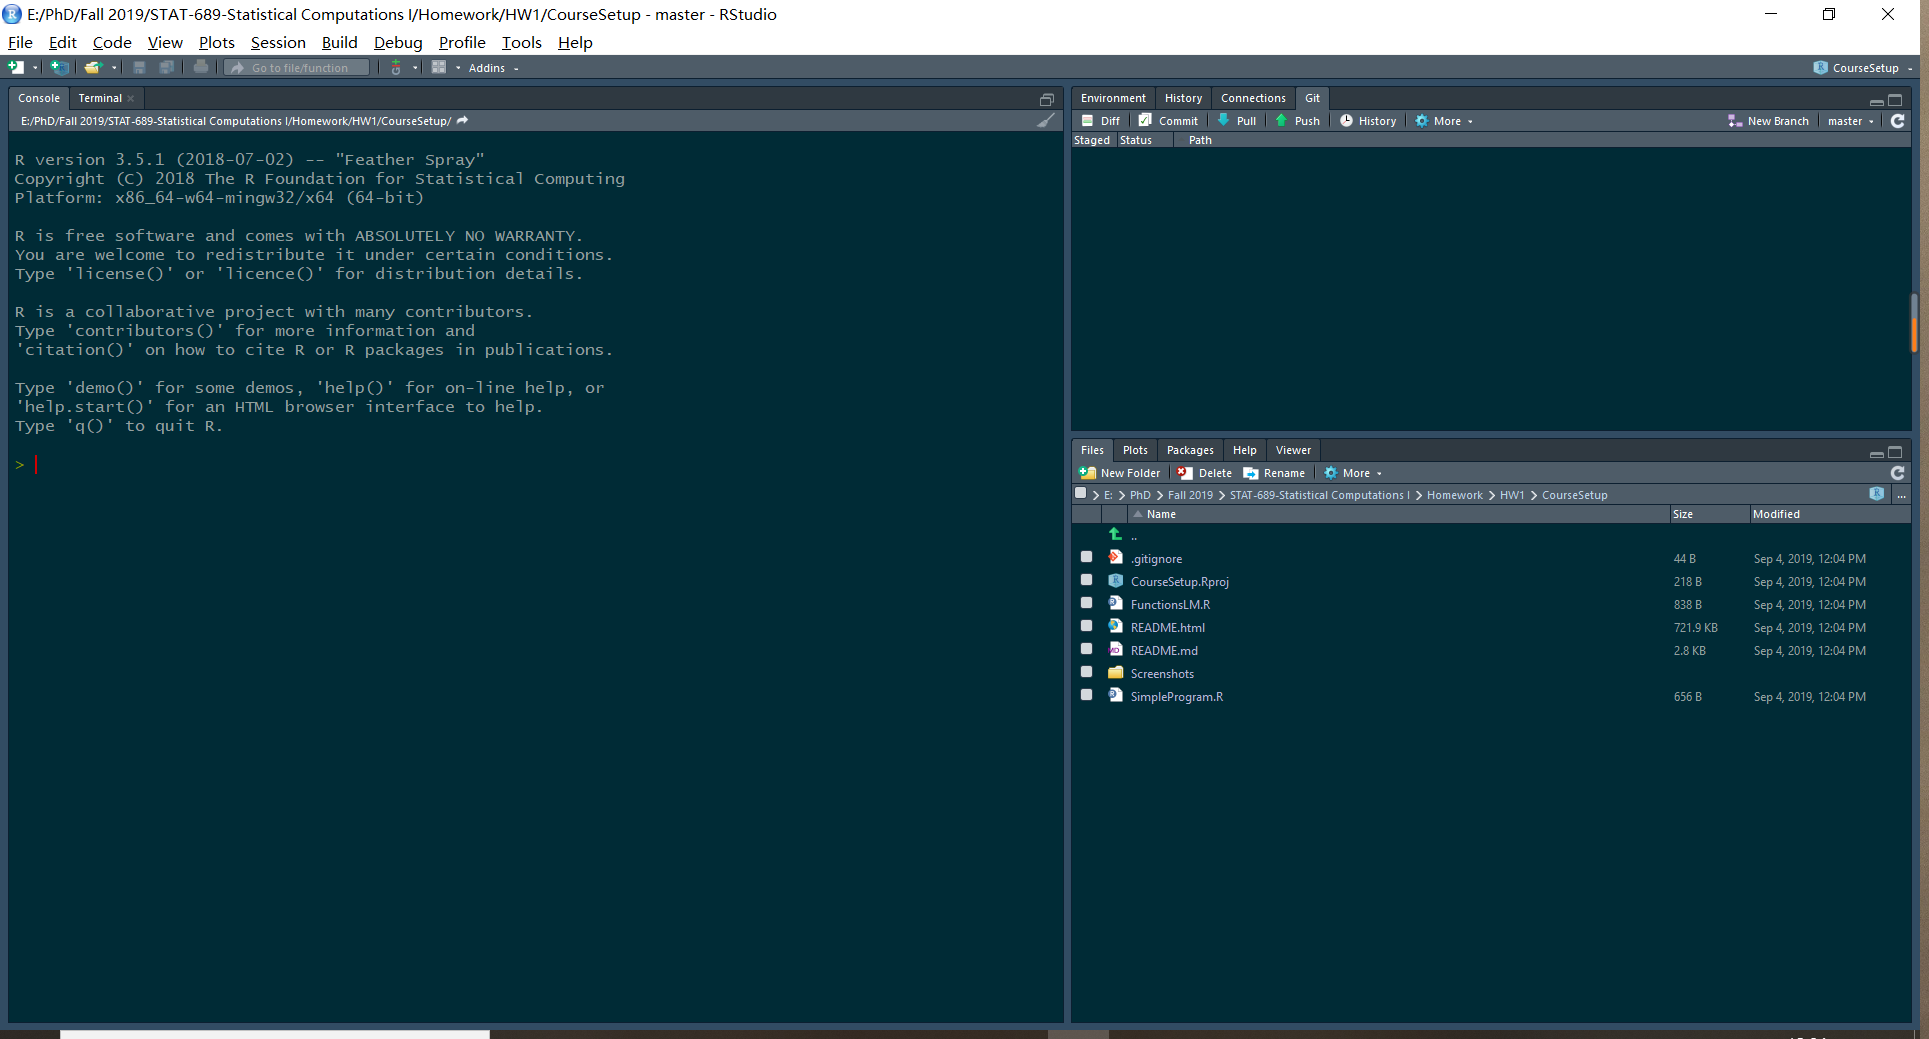 E:/PhD/Fall 2019/STAT-689-Statistical Computations I/Homework/HW1/CourseSetup - master - RStudio
File Edit Code View Plots Session Build Debug Profile Tools Help
Go to file/function Addins CourseSetup
Console Terminal
E:/PhD/Fall 2019/STAT-689-Statistical Computations I/Homework/HW1/CourseSetup/
R version 3.5.1 (2018-07-02) -- "Feather Spray"
Copyright (C) 2018 The R Foundation for Statistical Computing
Platform: x86_64-w64-mingw32/x64 (64-bit)
R is free software and comes with ABSOLUTELY NO WARRANTY.
You are welcome to redistribute it under certain conditions.
Type 'license()' or 'licence()' for distribution details.
R is a collaborative project with many contributors.
Type 'contributors()' for more information and
'citation()' on how to cite R or R packages in publications.
Type 'demo()' for some demos, 'help()' for on-line help, or
'help.start()' for an HTML browser interface to help.
Type 'q()' to quit R.
>
Environment History Connections Git
Diff Commit Pull Push History More New Branch master
Staged Status Path
Files Plots Packages Help Viewer
New Folder Delete Rename More
E: PhD Fall 2019 STAT-689-Statistical Computations I Homework HW1 CourseSetup ...
Name Size Modified
..
.gitignore 44 B Sep 4, 2019, 12:04 PM
CourseSetup.Rproj 218 B Sep 4, 2019, 12:04 PM
FunctionsLM.R 838 B Sep 4, 2019, 12:04 PM
README.html 721.9 KB Sep 4, 2019, 12:04 PM
README.md 2.8 KB Sep 4, 2019, 12:04 PM
Screenshots
SimpleProgram.R 656 B Sep 4, 2019, 12:04 PM